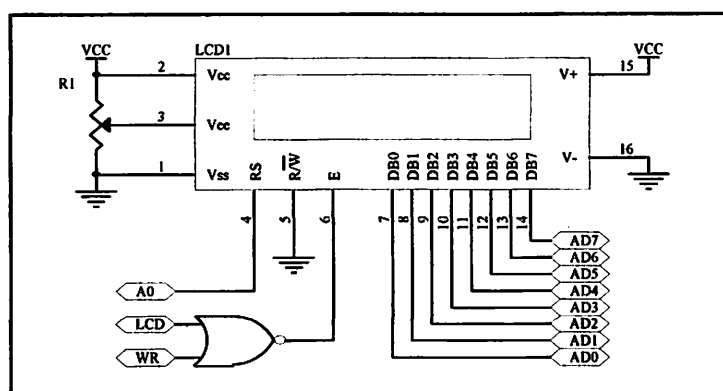 VCC
LCD1
VCC
2
Vcc
V+
15
R1
3
Vcc
1
Vss
V-
16
RS
R/W
E
DB0
DB1
DB2
DB3
DB4
DB5
DB6
DB7
4
5
6
7
8
9
10
11
12
13
14
AD7
AD6
AD5
A0
AD4
AD3
LCD
AD2
AD1
WR
AD0